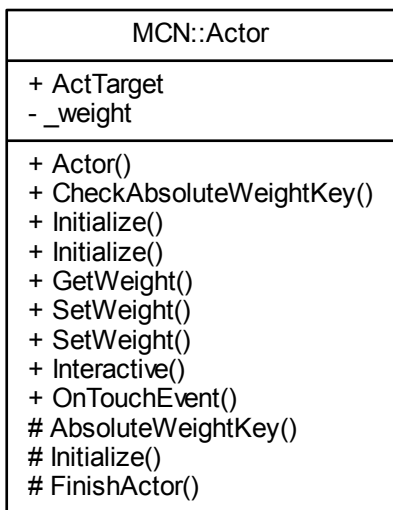 MCN::Actor
+ ActTarget
- _weight
+ Actor()
+ CheckAbsoluteWeightKey()
+ Initialize()
+ Initialize()
+ GetWeight()
+ SetWeight()
+ SetWeight()
+ Interactive()
+ OnTouchEvent()
# AbsoluteWeightKey()
# Initialize()
# FinishActor()